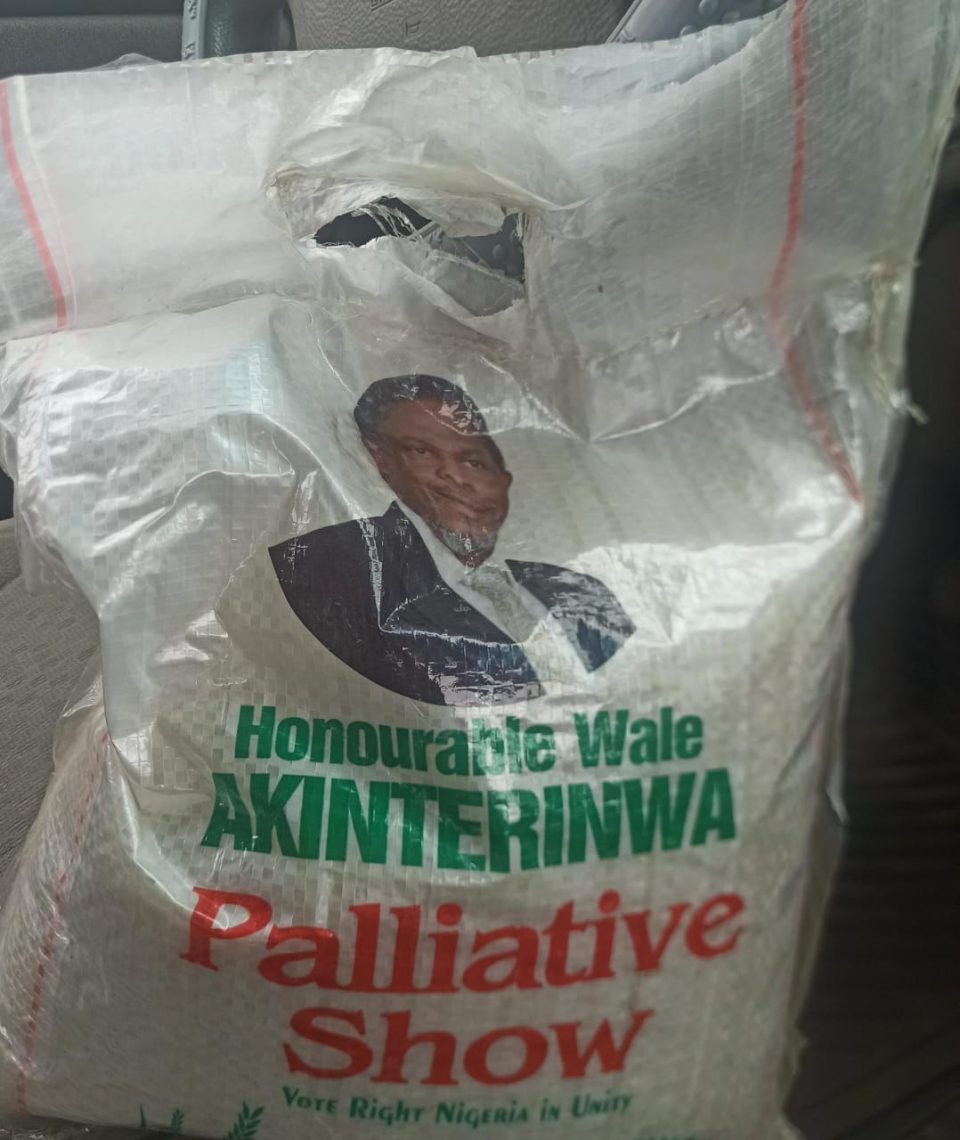 Honourable Wale
AKINTERINWA
Palliative
Show
Vote Right Nigeria in Unity